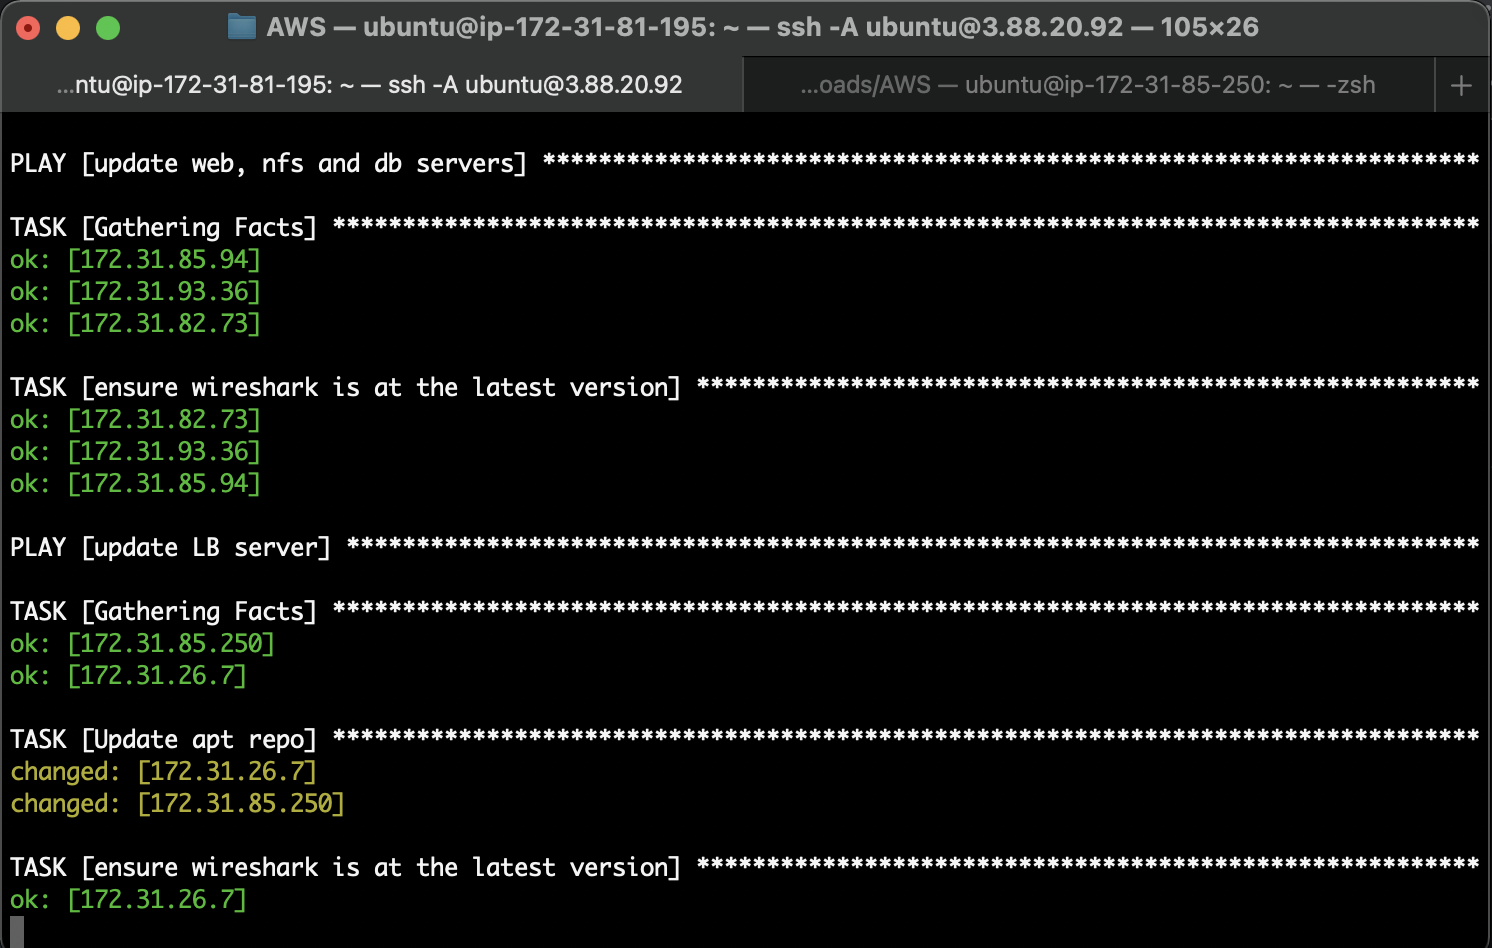 AWS — ubuntu@ip-172-31-81-195: ~ — ssh -A ubuntu@3.88.20.92 — 105×26
...ntu@ip-172-31-81-195: ~ — ssh -A ubuntu@3.88.20.92
...oads/AWS — ubuntu@ip-172-31-85-250: ~ — -zsh
+
PLAY [update web, nfs and db servers] *******************************************************************
TASK [Gathering Facts] **********************************************************************************
ok: [172.31.85.94]
ok: [172.31.93.36]
ok: [172.31.82.73]
TASK [ensure wireshark is at the latest version] ********************************************************
ok: [172.31.82.73]
ok: [172.31.93.36]
ok: [172.31.85.94]
PLAY [update LB server] *********************************************************************************
TASK [Gathering Facts] **********************************************************************************
ok: [172.31.85.250]
ok: [172.31.26.7]
TASK [Update apt repo] **********************************************************************************
changed: [172.31.26.7]
changed: [172.31.85.250]
TASK [ensure wireshark is at the latest version] ********************************************************
ok: [172.31.26.7]